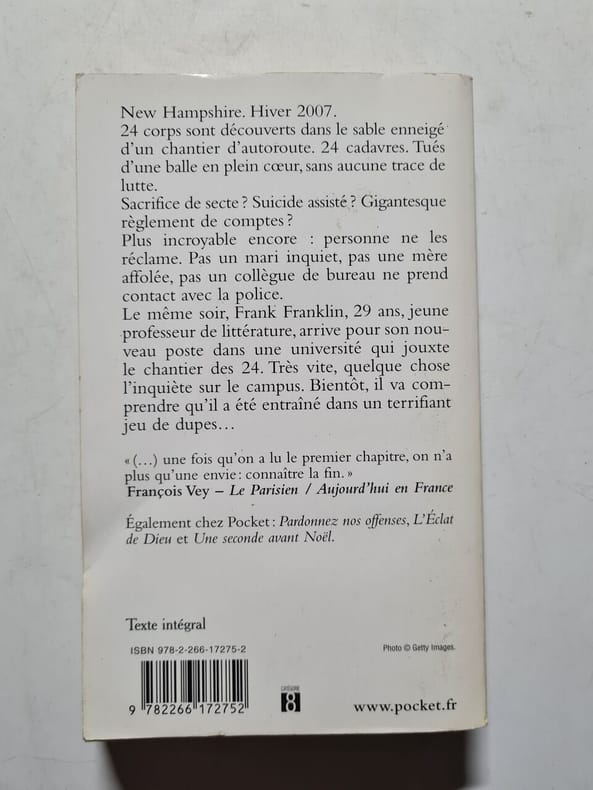 New Hampshire. Hiver 2007.
24 corps sont découverts dans le sable enneigé
d'un chantier d'autoroute. 24 cadavres. Tués
d'une balle en plein cœur, sans aucune trace de
lutte.
Sacrifice de secte ? Suicide assisté ? Gigantesque
règlement de comptes ?
Plus incroyable encore : personne ne les
réclame. Pas un mari inquiet, pas une mère
affolée, pas un collègue de bureau ne prend
contact avec la police.
Le même soir, Frank Franklin, 29 ans, jeune
professeur de littérature, arrive pour son nou-
veau poste dans une université qui jouxte
le chantier des 24. Très vite, quelque chose
l'inquiète sur le campus. Bientôt, il va com-
prendre qu'il a été entraîné dans un terrifiant
jeu de dupes…
« (…) une fois qu'on a lu le premier chapitre, on n'a
plus qu'une envie : connaître la fin. »
François Vey – Le Parisien / Aujourd'hui en France
Également chez Pocket : Pardonnez nos offenses, L'Éclat
de Dieu et Une seconde avant Noël.
Texte intégral
ISBN 978-2-266-17275-2
Photo © Getty Images.
9 782266 172752
CATÉGORIE
8
www.pocket.fr